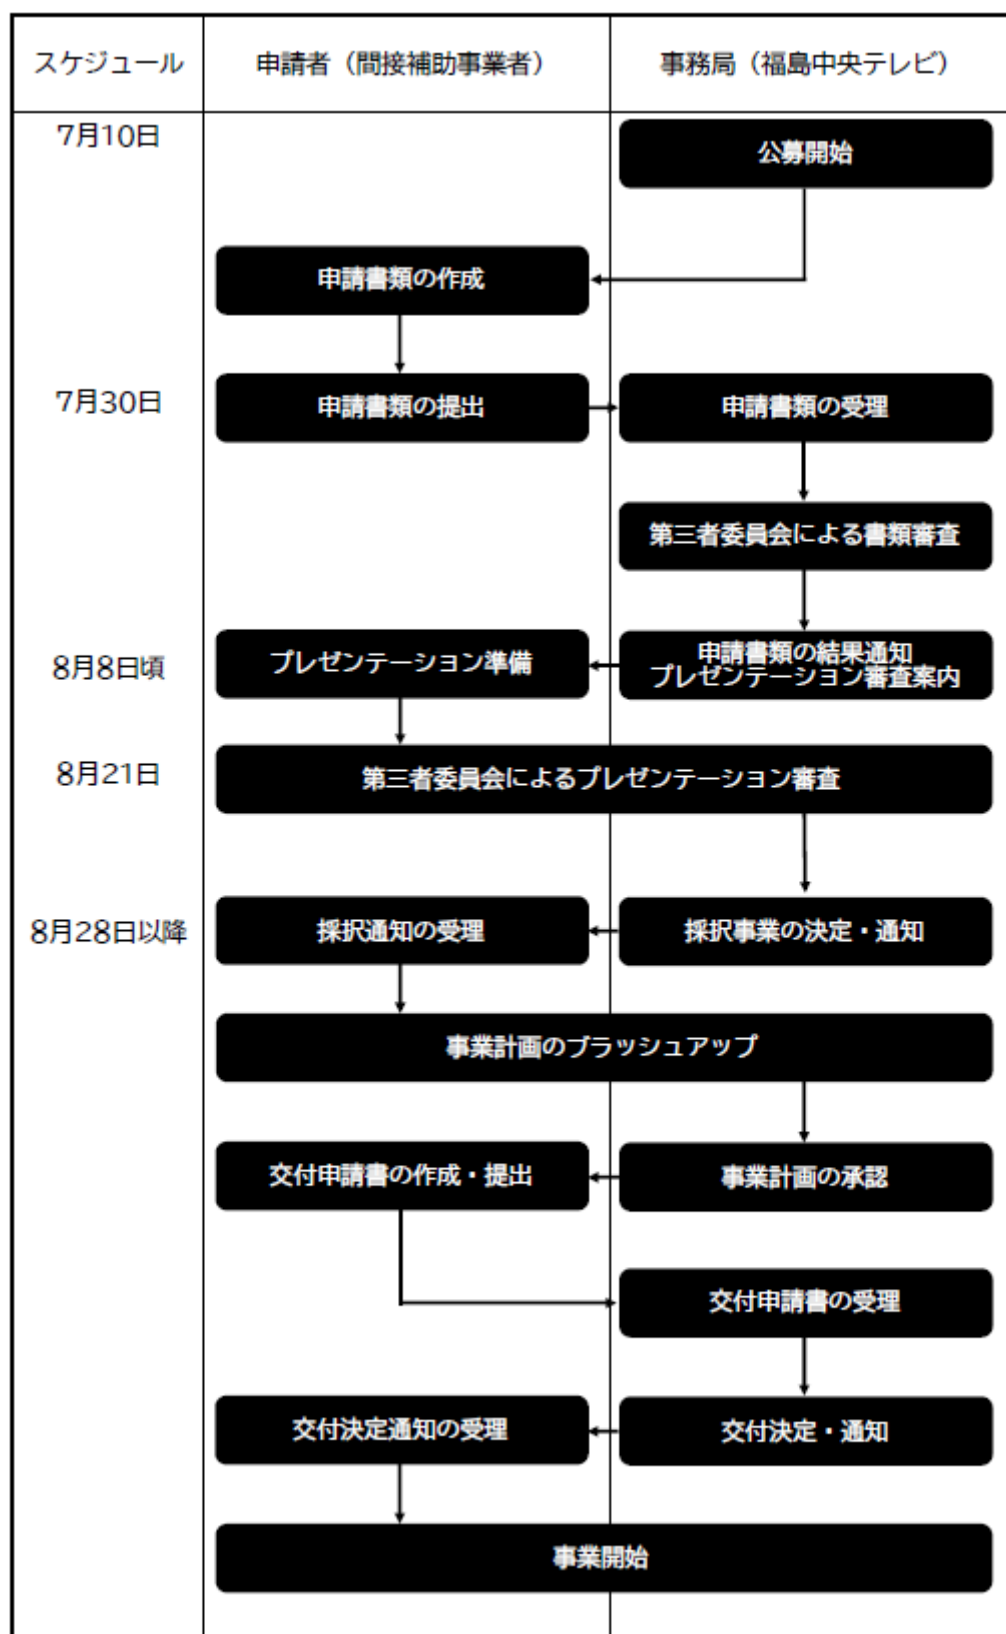 スケジュール
申請者（間接補助事業者）
事務局（福島中央テレビ）
7月10日
公募開始
申請書類の作成
7月30日
申請書類の提出
申請書類の受理
第三者委員会による書類審査
8月8日頃
プレゼンテーション準備
申請書類の結果通知
プレゼンテーション審査案内
8月21日
第三者委員会によるプレゼンテーション審査
8月28日以降
採択通知の受理
採択事業の決定・通知
事業計画のブラッシュアップ
交付申請書の作成・提出
事業計画の承認
交付申請書の受理
交付決定通知の受理
交付決定・通知
事業開始